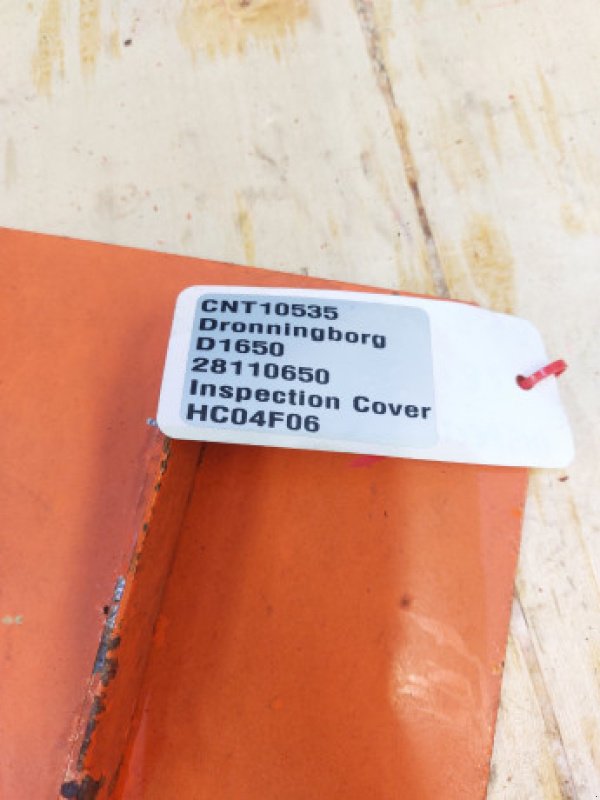 CNT10535
Dronningborg
D1650
28110650
Inspection Cover
HC04F06